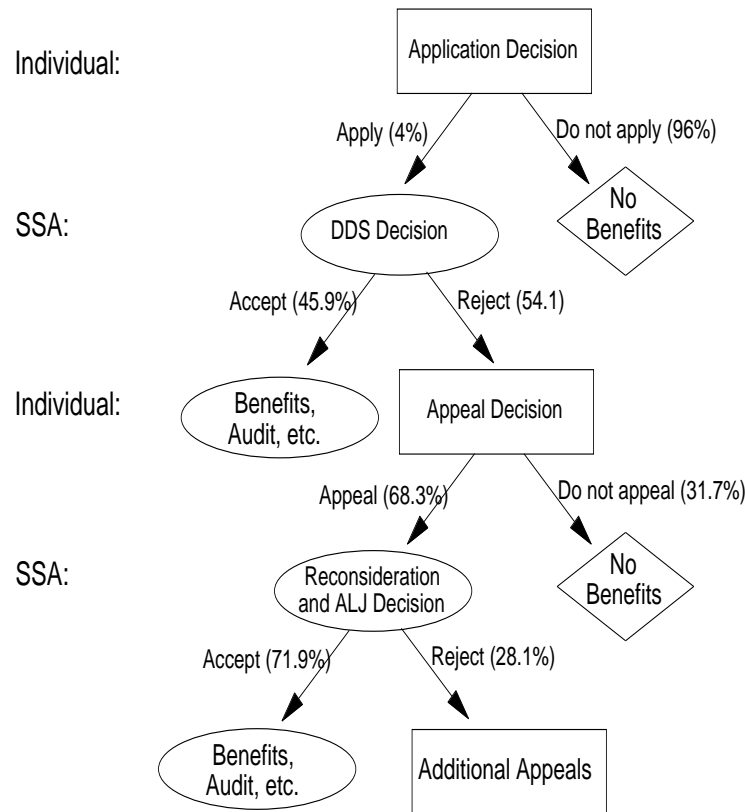 Individual:
Application Decision
Apply (4%)
Do not apply (96%)
SSA:
DDS Decision
No
Benefits
Accept (45.9%)
Reject (54.1)
Individual:
Benefits,
Audit, etc.
Appeal Decision
Appeal (68.3%)
Do not appeal (31.7%)
SSA:
Reconsideration
and ALJ Decision
No
Benefits
Accept (71.9%)
Reject (28.1%)
Benefits,
Audit, etc.
Additional Appeals